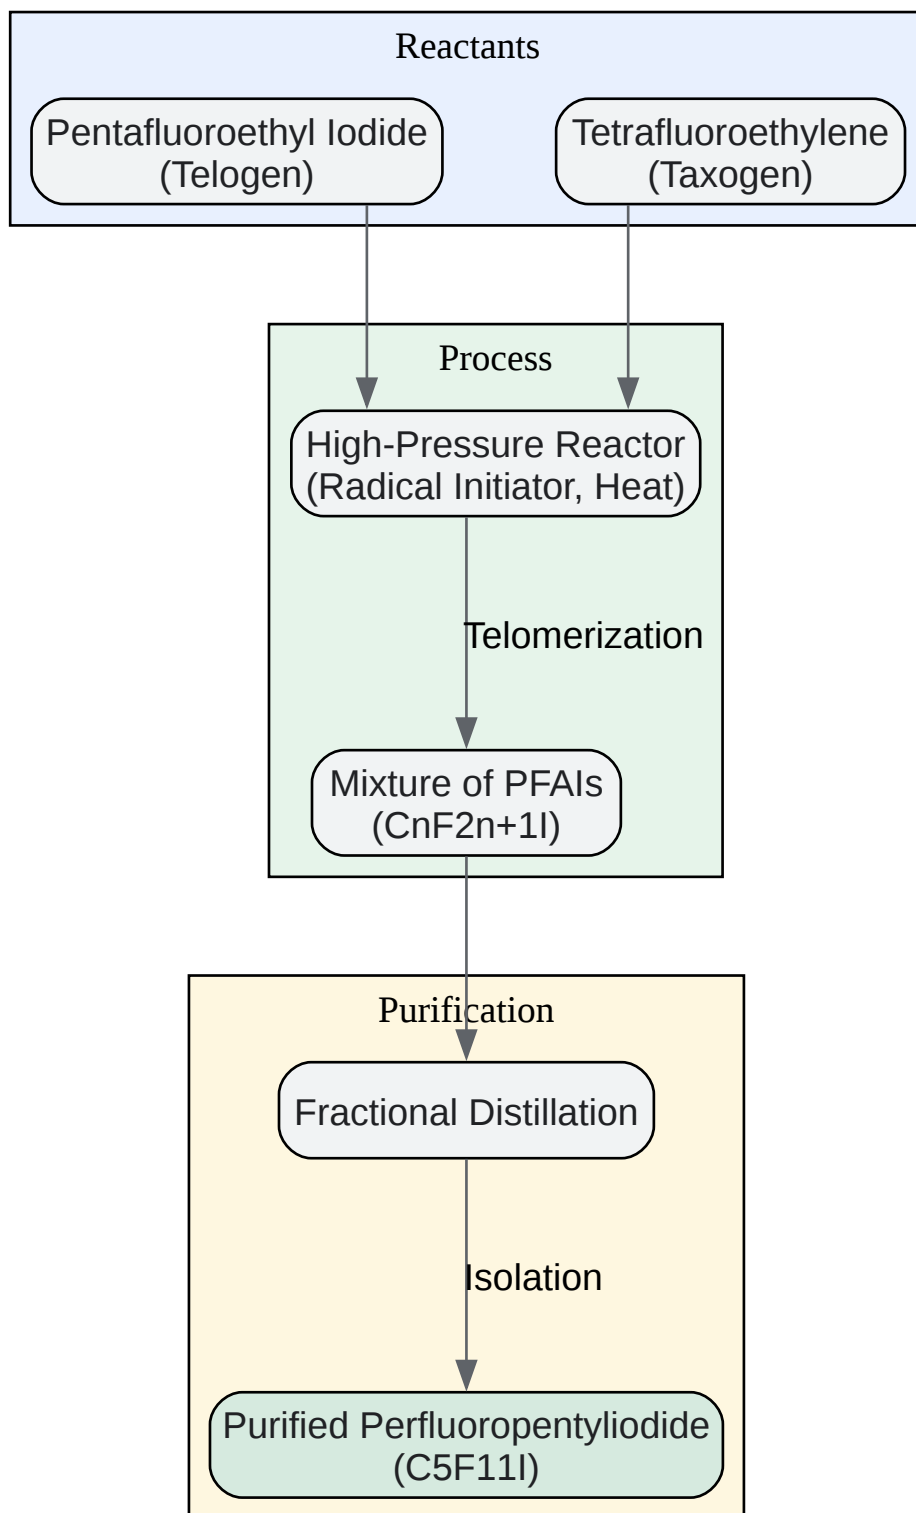 Reactants
Pentafluoroethyl Iodide
(Telogen)
Tetrafluoroethylene
(Taxogen)
Process
High-Pressure Reactor
(Radical Initiator, Heat)
Telomerization
Mixture of PFAIs
(CnF2n+1I)
Purification
Fractional Distillation
Isolation
Purified Perfluoropentyliodide
(C5F11I)